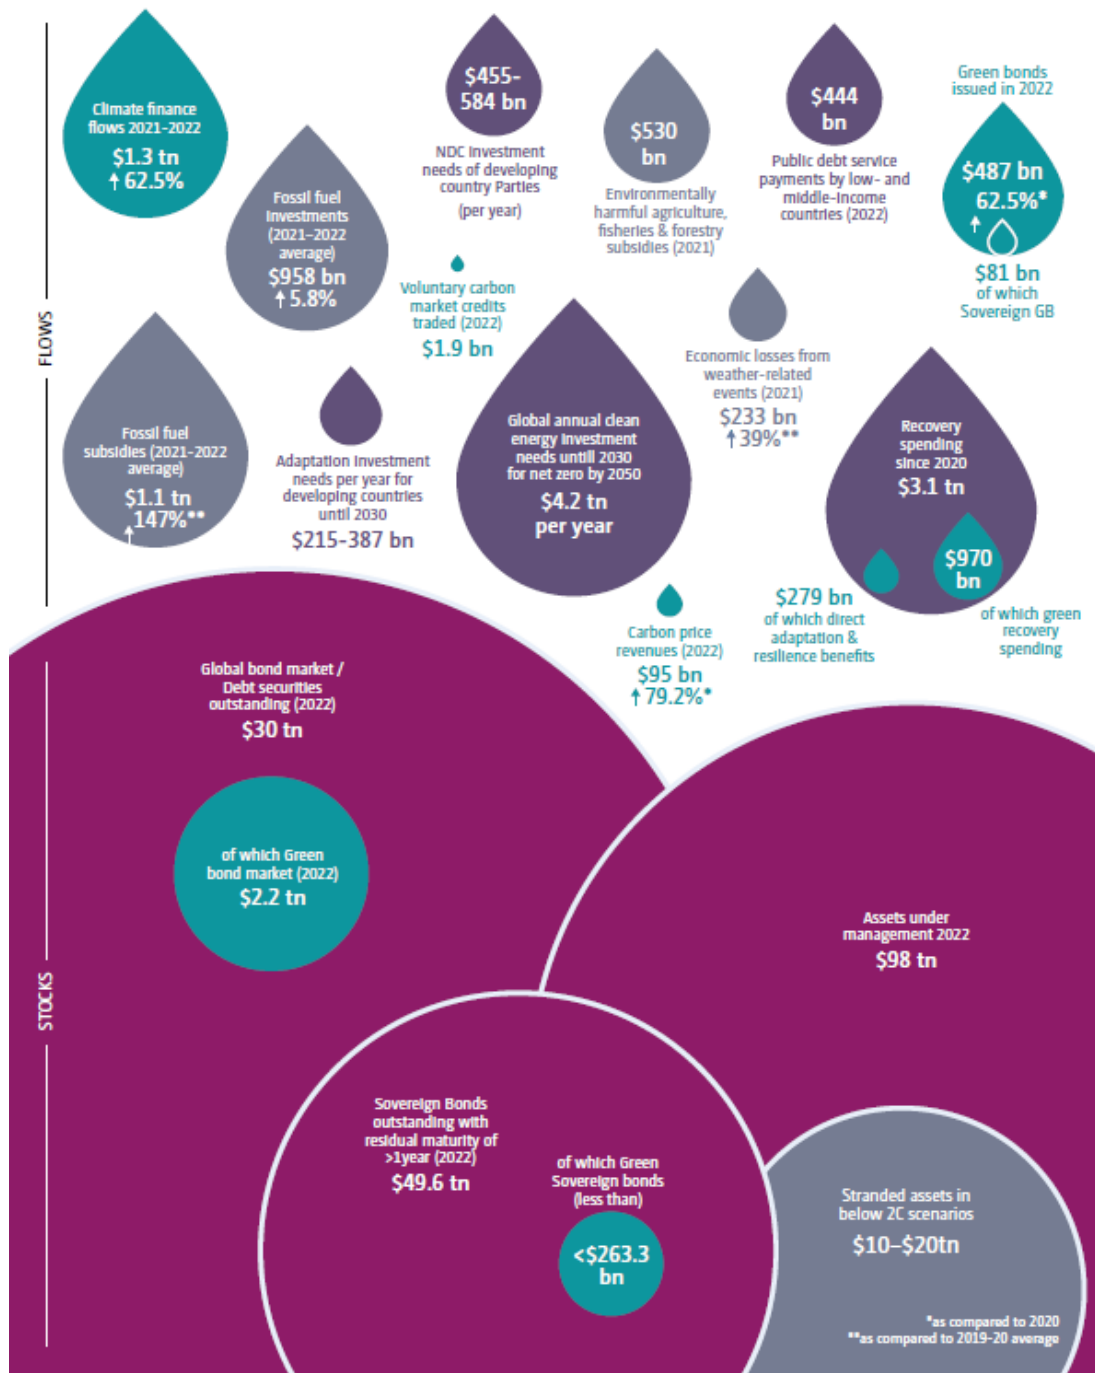 FLOWS
Climate finance
flows 2021-2022
$1.3 tn
↑ 62.5%
Fossil fuel
Investments
(2021–2022
average)
$958 bn
↑ 5.8%
$455-
584 bn
NDC Investment
needs of developing
country Parties
(per year)
$530
bn
Environmentally
harmful agriculture,
fisheries & forestry
subsidies (2021)
$444
bn
Public debt service
payments by low- and
middle-income
countries (2022)
Green bonds
issued in 2022
$487 bn
↑ 62.5%*
$81 bn
of which
Sovereign GB
Voluntary carbon
market credits
traded (2022)
$1.9 bn
Economic losses from
weather-related
events (2021)
$233 bn
↑ 39%**
Fossil fuel
subsidies (2021-2022
average)
$1.1 tn
↑ 147%**
Adaptation Investment
needs per year for
developing countries
until 2030
$215-387 bn
Global annual clean
energy Investment
needs untill 2030
for net zero by 2050
$4.2 tn
per year
Recovery
spending
since 2020
$3.1 tn
$970
bn
of which green
recovery
spending
$279 bn
of which direct
adaptation &
resilience benefits
Carbon price
revenues (2022)
$95 bn
↑ 79.2%*
STOCKS
Global bond market /
Debt securities
outstanding (2022)
$30 tn
of which Green
bond market (2022)
$2.2 tn
Assets under
management 2022
$98 tn
Sovereign Bonds
outstanding with
residual maturity of
>1year (2022)
$49.6 tn
of which Green
Sovereign bonds
(less than)
<$263.3
bn
Stranded assets in
below 2C scenarios
$10–$20tn
*as compared to 2020
**as compared to 2019-20 average